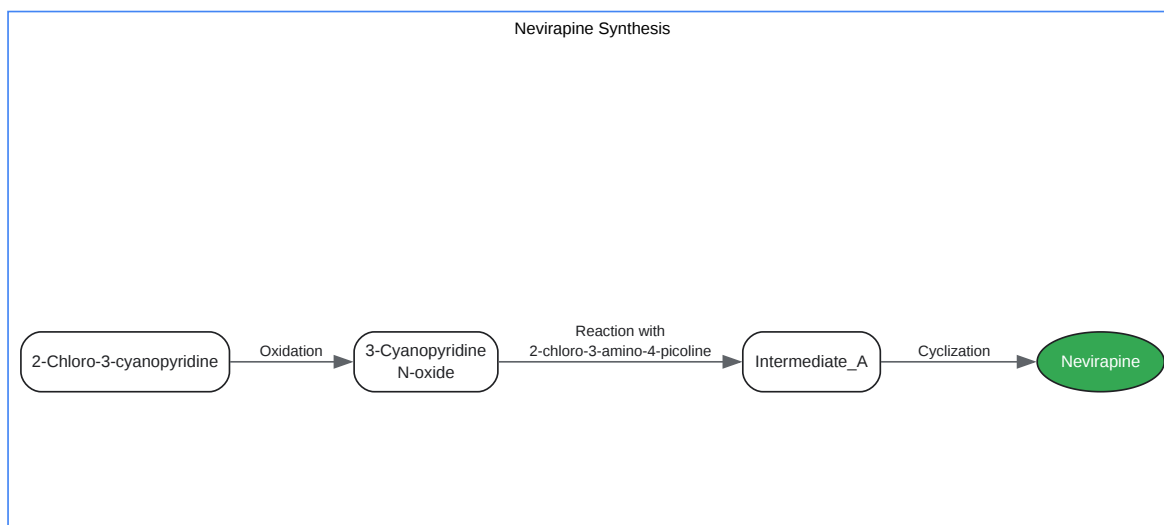 Nevirapine Synthesis
2-Chloro-3-cyanopyridine
Oxidation
3-Cyanopyridine
N-oxide
Reaction with
2-chloro-3-amino-4-picoline
Intermediate_A
Cyclization
Nevirapine